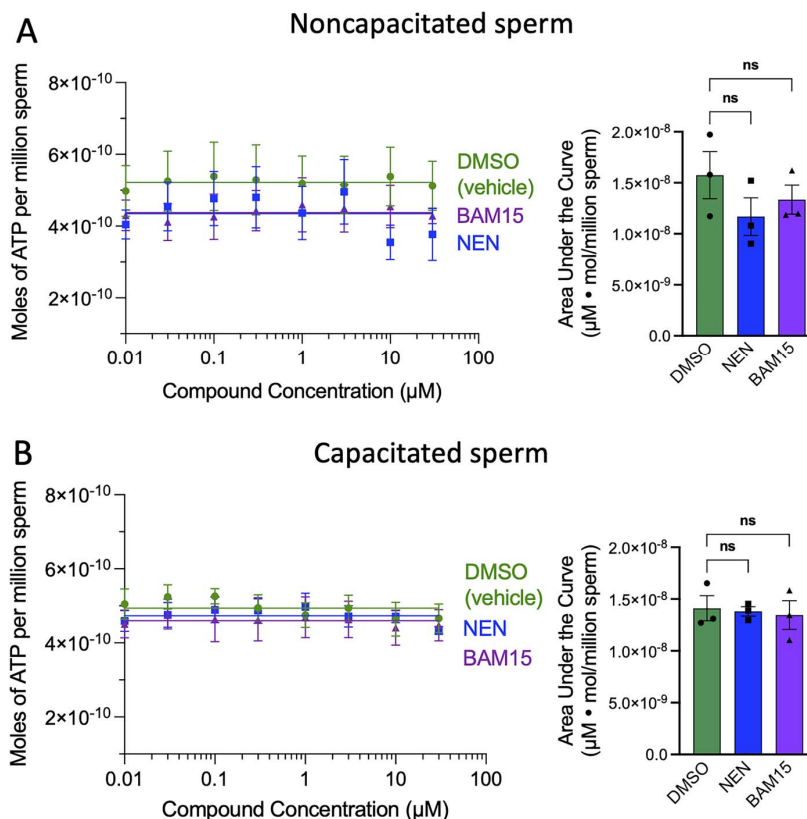 A
Noncapacitated sperm
Moles of ATP per million sperm
8×10⁻¹⁰
6×10⁻¹⁰
4×10⁻¹⁰
2×10⁻¹⁰
0.01 0.1 1 10 100
Compound Concentration (µM)
DMSO
(vehicle)
BAM15
NEN
Area Under the Curve
(µM • mol/million sperm)
2.0×10⁻⁸
1.5×10⁻⁸
1.0×10⁻⁸
5.0×10⁻⁹
0.0
ns
ns
DMSO NEN BAM15
B
Capacitated sperm
Moles of ATP per million sperm
8×10⁻¹⁰
6×10⁻¹⁰
4×10⁻¹⁰
2×10⁻¹⁰
0.01 0.1 1 10 100
Compound Concentration (µM)
DMSO
(vehicle)
NEN
BAM15
Area Under the Curve
(µM • mol/million sperm)
2.0×10⁻⁸
1.5×10⁻⁸
1.0×10⁻⁸
5.0×10⁻⁹
0.0
ns
ns
DMSO NEN BAM15